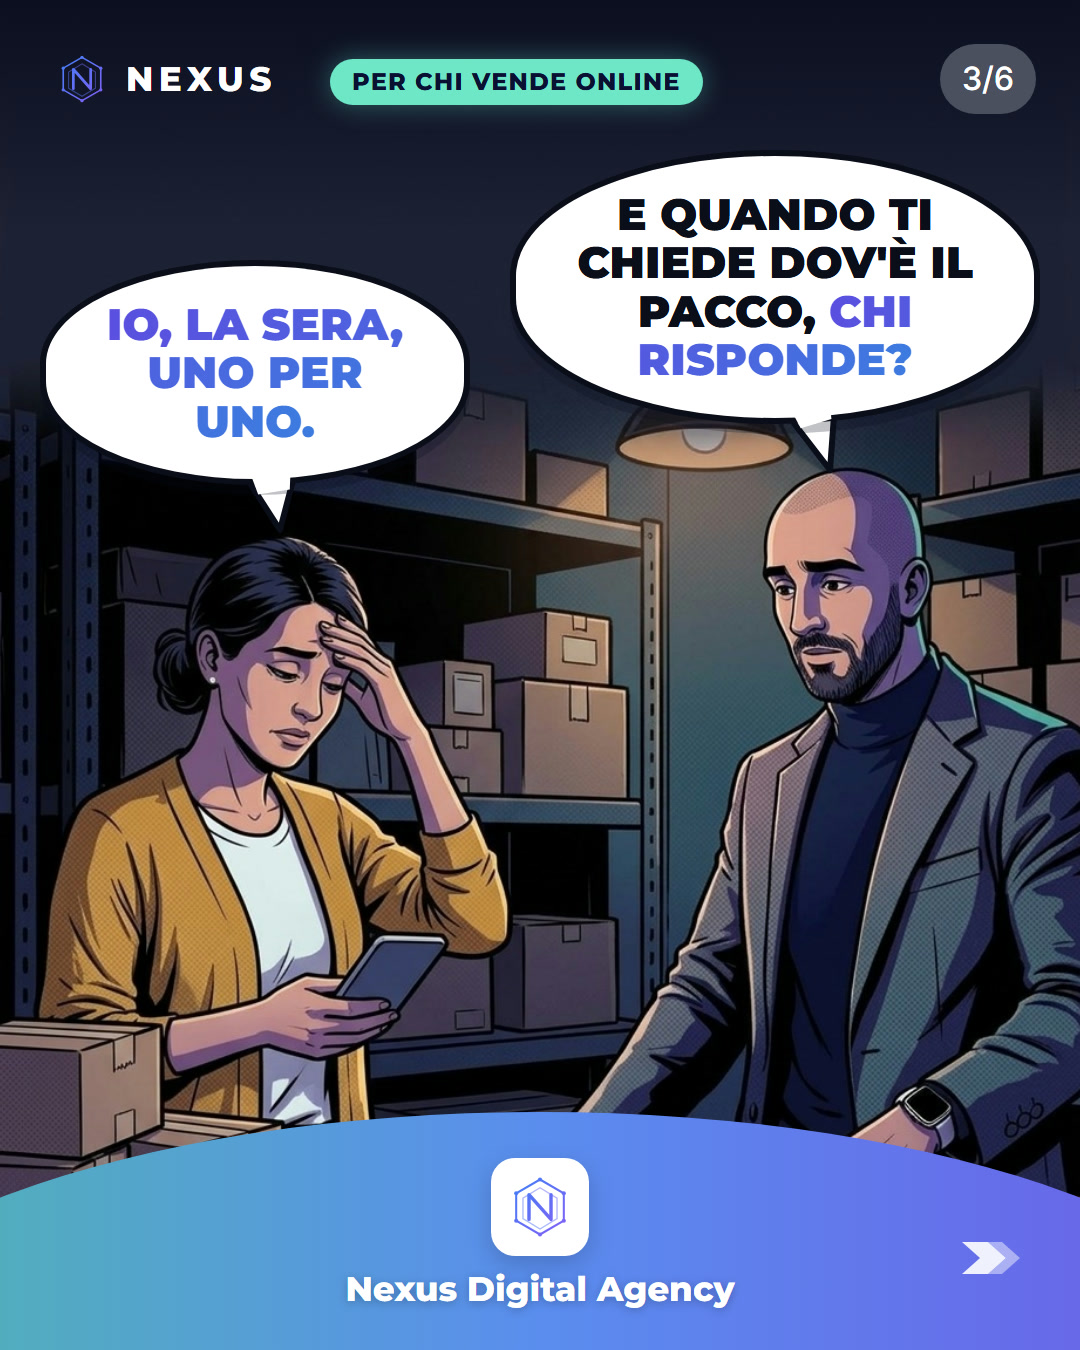 NEXUS
PER CHI VENDE ONLINE
3/6
E QUANDO TI
CHIEDE DOV'È IL
PACCO, CHI
RISPONDE?
IO, LA SERA,
UNO PER
UNO.
N
Nexus Digital Agency